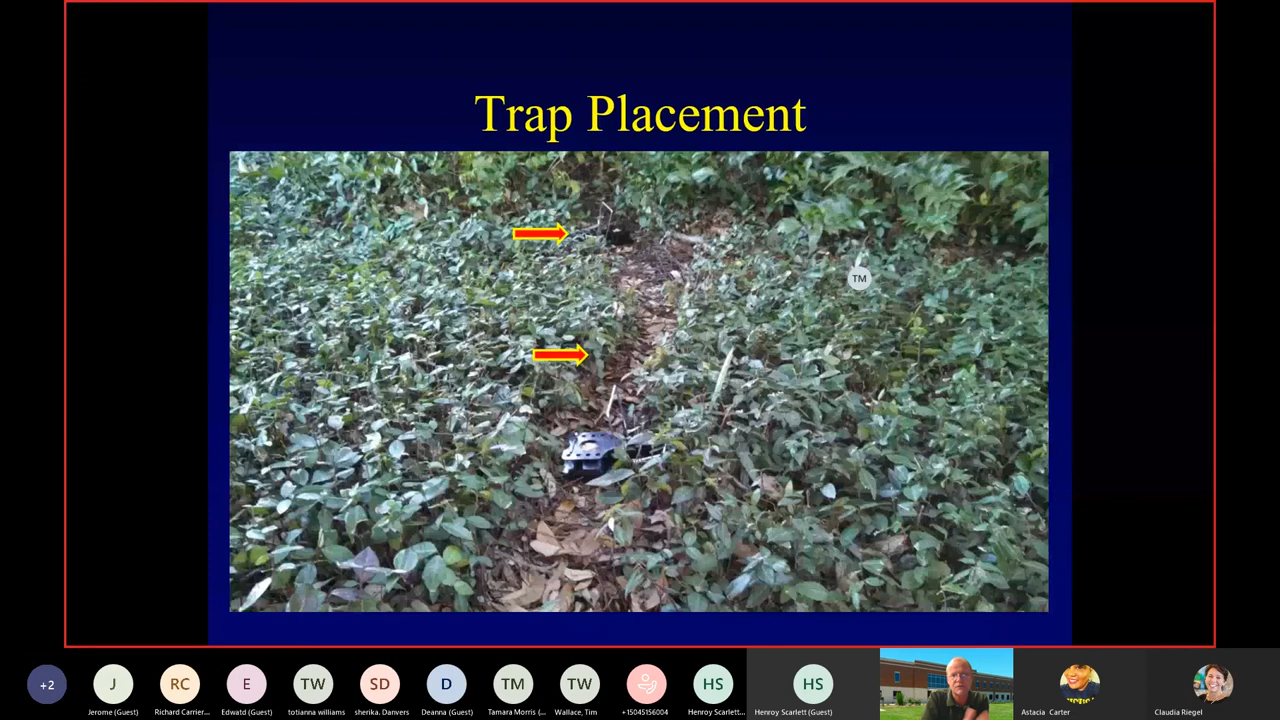 Trap Placement
TM
+2
J
RC
E
TW
SD
D
TM
TW
HS
HS
Jerome (Guest)
Richard Carrier...
Edwatd (Guest)
totianna williams
sherika. Danvers
Deanna (Guest)
Tamara Morris (...
Wallace, Tim
+15045156004
Henroy Scarlett...
Henroy Scarlett (Guest)
Astacia Carter
Claudia Riegel